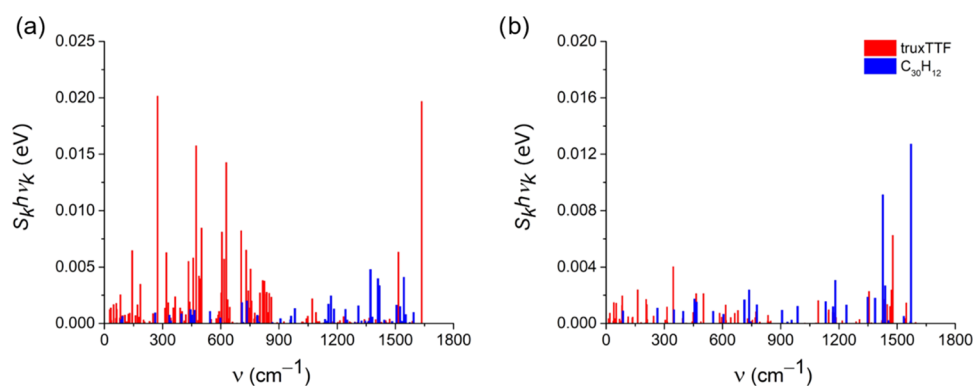 (a)
0.025
0.020
0.015
0.010
0.005
0.000
S_k hν_k (eV)
0 300 600 900 1200 1500 1800
ν (cm⁻¹)
(b)
truxTTF
C₃₀H₁₂
0.020
0.016
0.012
0.008
0.004
0.000
S_k hν_k (eV)
0 300 600 900 1200 1500 1800
ν (cm⁻¹)